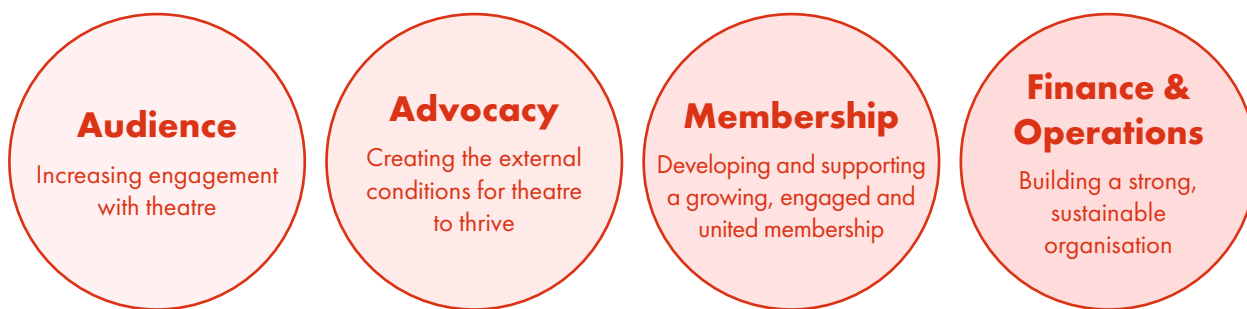 Audience
Increasing engagement
with theatre
Advocacy
Creating the external
conditions for theatre
to thrive
Membership
Developing and supporting
a growing, engaged and
united membership
Finance &
Operations
Building a strong,
sustainable
organisation